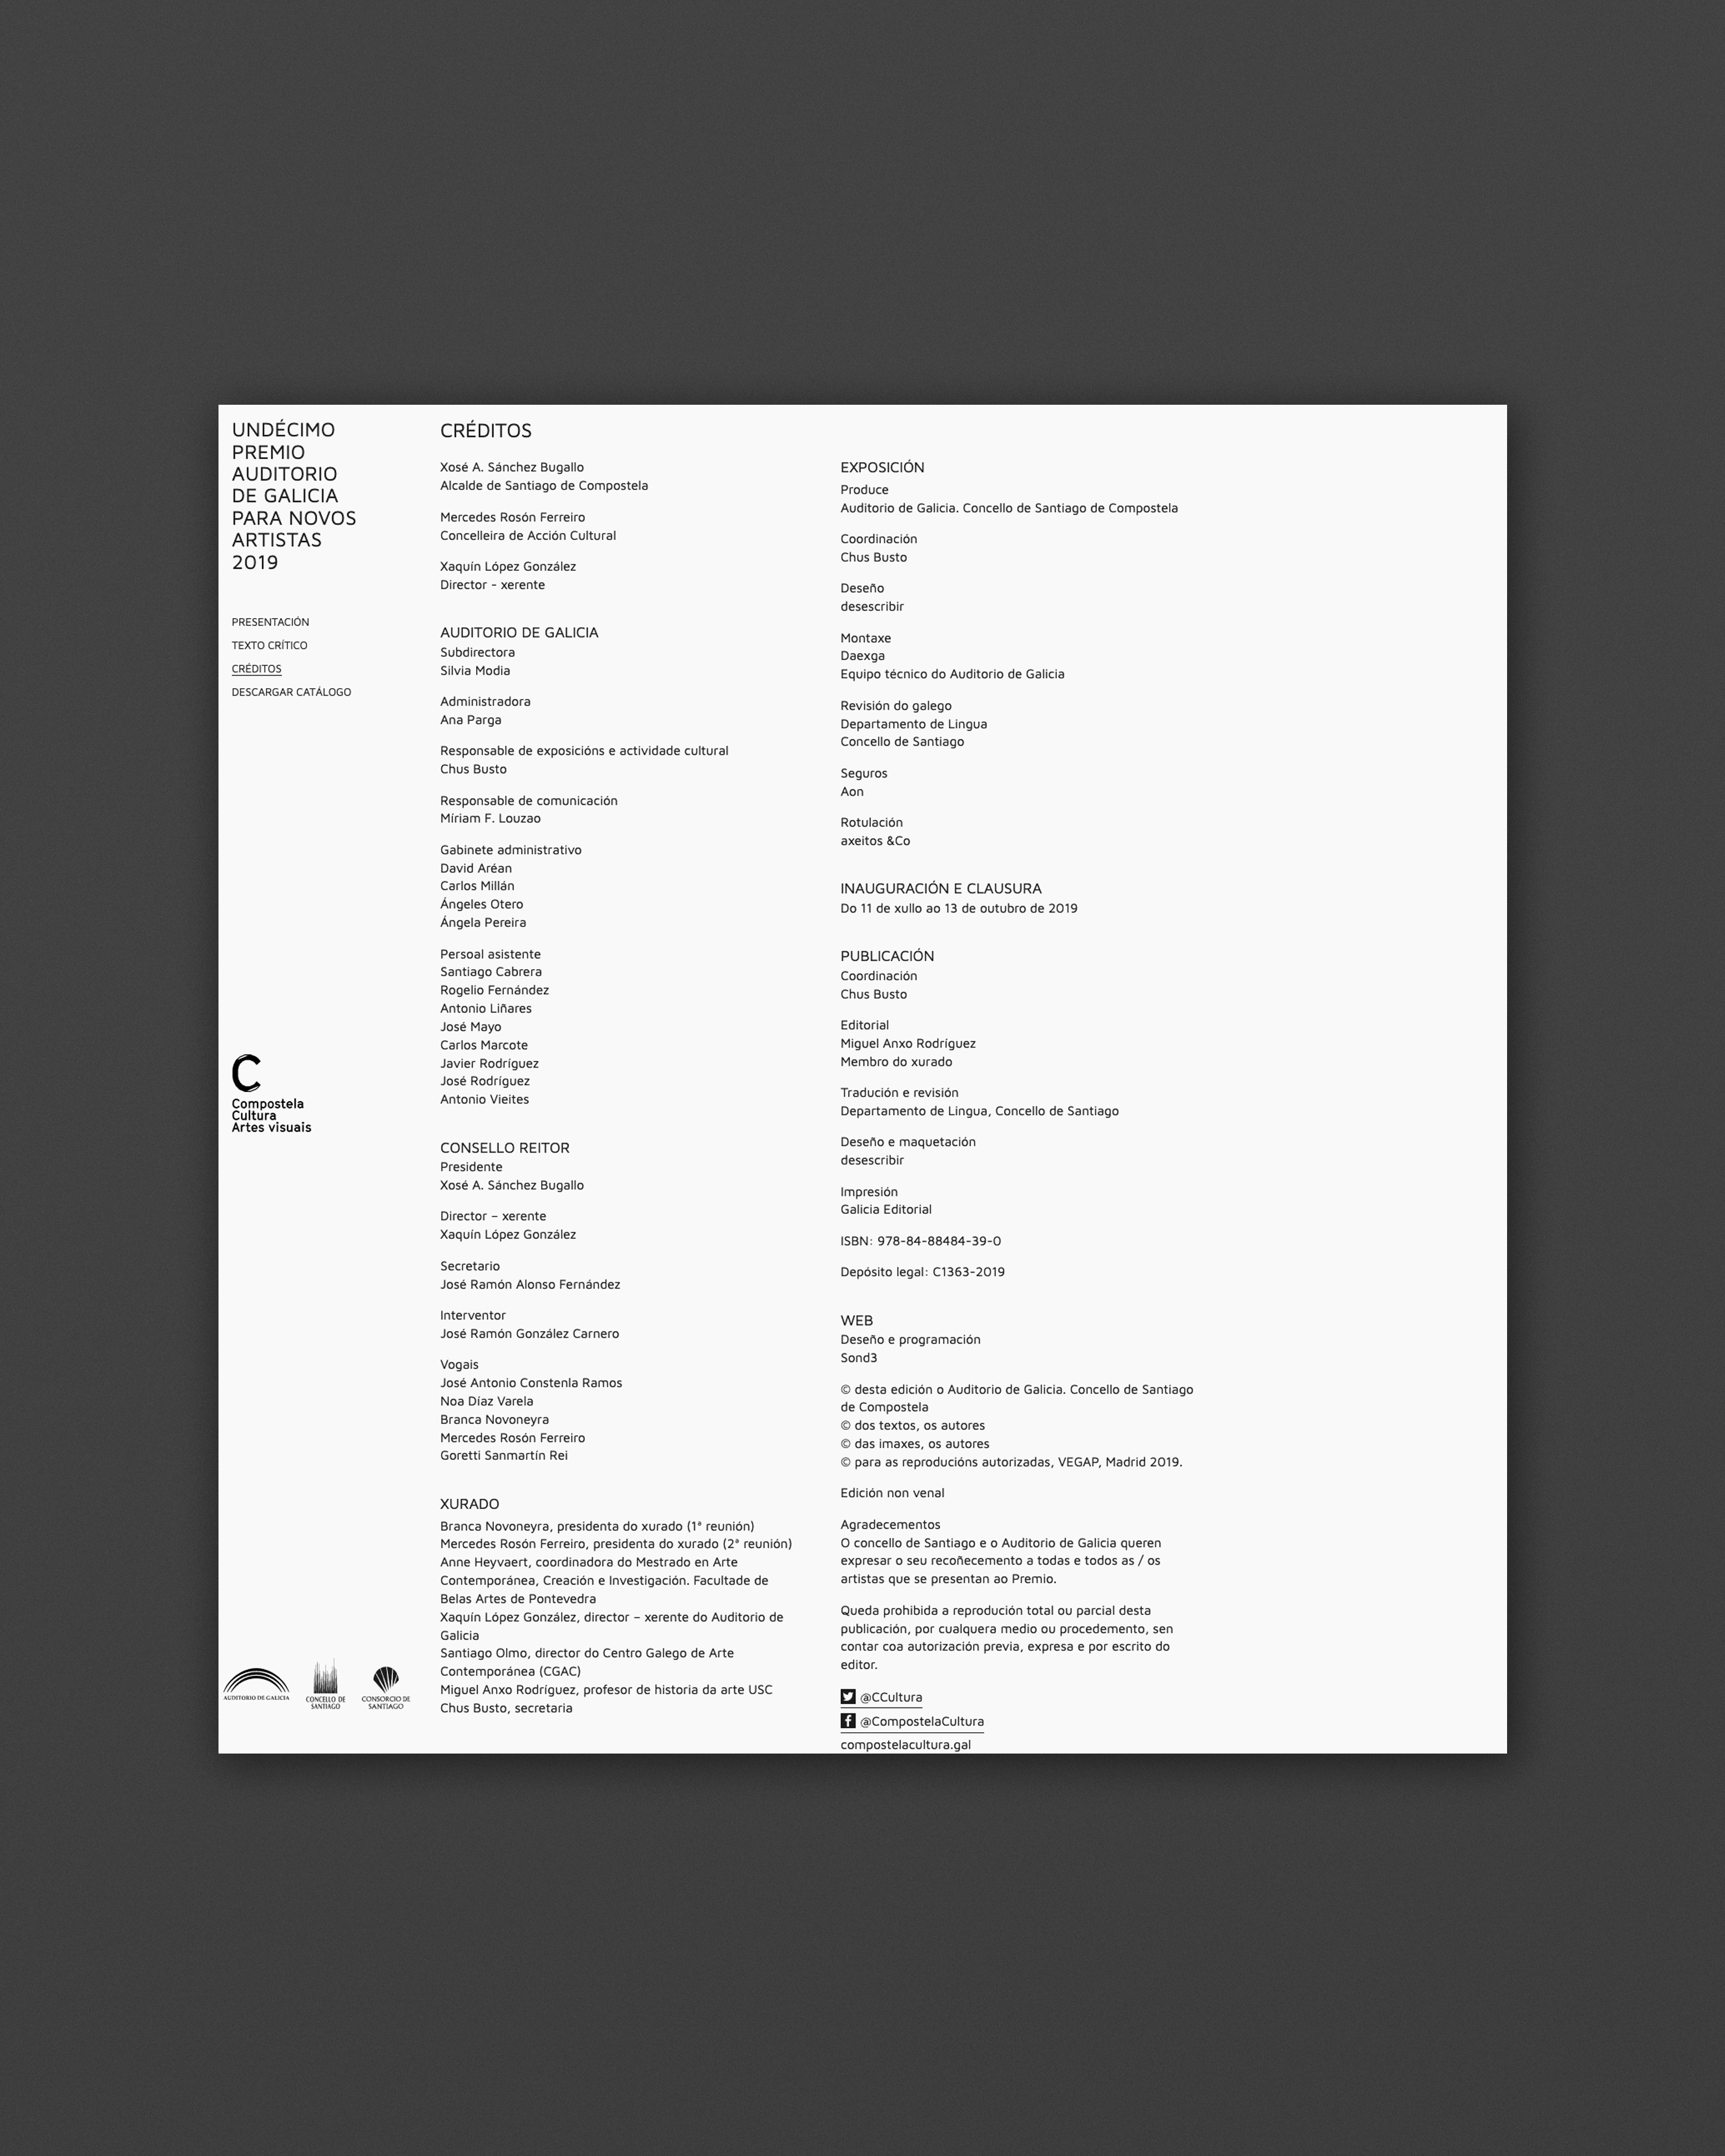 UNDÉCIMO
PREMIO
AUDITORIO
DE GALICIA
PARA NOVOS
ARTISTAS
2019
PRESENTACIÓN
TEXTO CRÍTICO
CRÉDITOS
DESCARGAR CATÁLOGO
C
Compostela
Cultura
Artes visuais
AUDITORIO DE GALICIA
CONCELLO DE
SANTIAGO
CONSORCIO DE
SANTIAGO
CRÉDITOS
Xosé A. Sánchez Bugallo
Alcalde de Santiago de Compostela
Mercedes Rosón Ferreiro
Concelleira de Acción Cultural
Xaquín López González
Director - xerente
AUDITORIO DE GALICIA
Subdirectora
Silvia Modia
Administradora
Ana Parga
Responsable de exposicións e actividade cultural
Chus Busto
Responsable de comunicación
Míriam F. Louzao
Gabinete administrativo
David Aréan
Carlos Millán
Ángeles Otero
Ángela Pereira
Persoal asistente
Santiago Cabrera
Rogelio Fernández
Antonio Liñares
José Mayo
Carlos Marcote
Javier Rodríguez
José Rodríguez
Antonio Vieites
CONSELLO REITOR
Presidente
Xosé A. Sánchez Bugallo
Director – xerente
Xaquín López González
Secretario
José Ramón Alonso Fernández
Interventor
José Ramón González Carnero
Vogais
José Antonio Constenla Ramos
Noa Díaz Varela
Branca Novoneyra
Mercedes Rosón Ferreiro
Goretti Sanmartín Rei
XURADO
Branca Novoneyra, presidenta do xurado (1ª reunión)
Mercedes Rosón Ferreiro, presidenta do xurado (2ª reunión)
Anne Heyvaert, coordinadora do Mestrado en Arte
Contemporánea, Creación e Investigación. Facultade de
Belas Artes de Pontevedra
Xaquín López González, director – xerente do Auditorio de
Galicia
Santiago Olmo, director do Centro Galego de Arte
Contemporánea (CGAC)
Miguel Anxo Rodríguez, profesor de historia da arte USC
Chus Busto, secretaria
EXPOSICIÓN
Produce
Auditorio de Galicia. Concello de Santiago de Compostela
Coordinación
Chus Busto
Deseño
desescribir
Montaxe
Daexga
Equipo técnico do Auditorio de Galicia
Revisión do galego
Departamento de Lingua
Concello de Santiago
Seguros
Aon
Rotulación
axeitos &Co
INAUGURACIÓN E CLAUSURA
Do 11 de xullo ao 13 de outubro de 2019
PUBLICACIÓN
Coordinación
Chus Busto
Editorial
Miguel Anxo Rodríguez
Membro do xurado
Tradución e revisión
Departamento de Lingua, Concello de Santiago
Deseño e maquetación
desescribir
Impresión
Galicia Editorial
ISBN: 978-84-88484-39-0
Depósito legal: C1363-2019
WEB
Deseño e programación
Sond3
© desta edición o Auditorio de Galicia. Concello de Santiago
de Compostela
© dos textos, os autores
© das imaxes, os autores
© para as reproducións autorizadas, VEGAP, Madrid 2019.
Edición non venal
Agradecementos
O concello de Santiago e o Auditorio de Galicia queren
expresar o seu recoñecemento a todas e todos as / os
artistas que se presentan ao Premio.
Queda prohibida a reprodución total ou parcial desta
publicación, por cualquera medio ou procedemento, sen
contar coa autorización previa, expresa e por escrito do
editor.
@CCultura
@CompostelaCultura
compostelacultura.gal